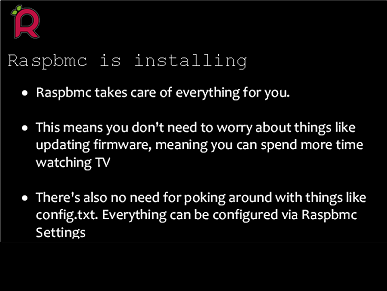 Raspbmc is installing
• Raspbmc takes care of everything for you.
• This means you don't need to worry about things like
updating firmware, meaning you can spend more time
watching TV
• There's also no need for poking around with things like
config.txt. Everything can be configured via Raspbmc
Settings